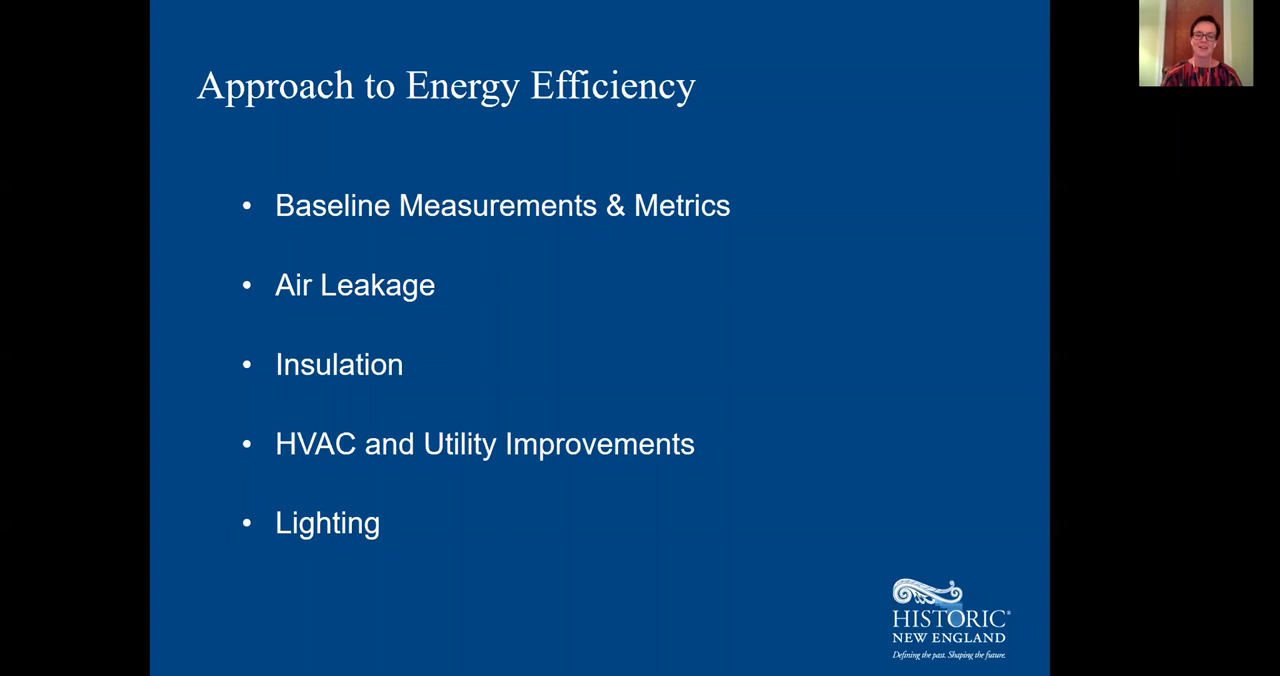 Approach to Energy Efficiency
• Baseline Measurements & Metrics
• Air Leakage
• Insulation
• HVAC and Utility Improvements
• Lighting
HISTORIC®
NEW ENGLAND
Defining the past. Shaping the future.